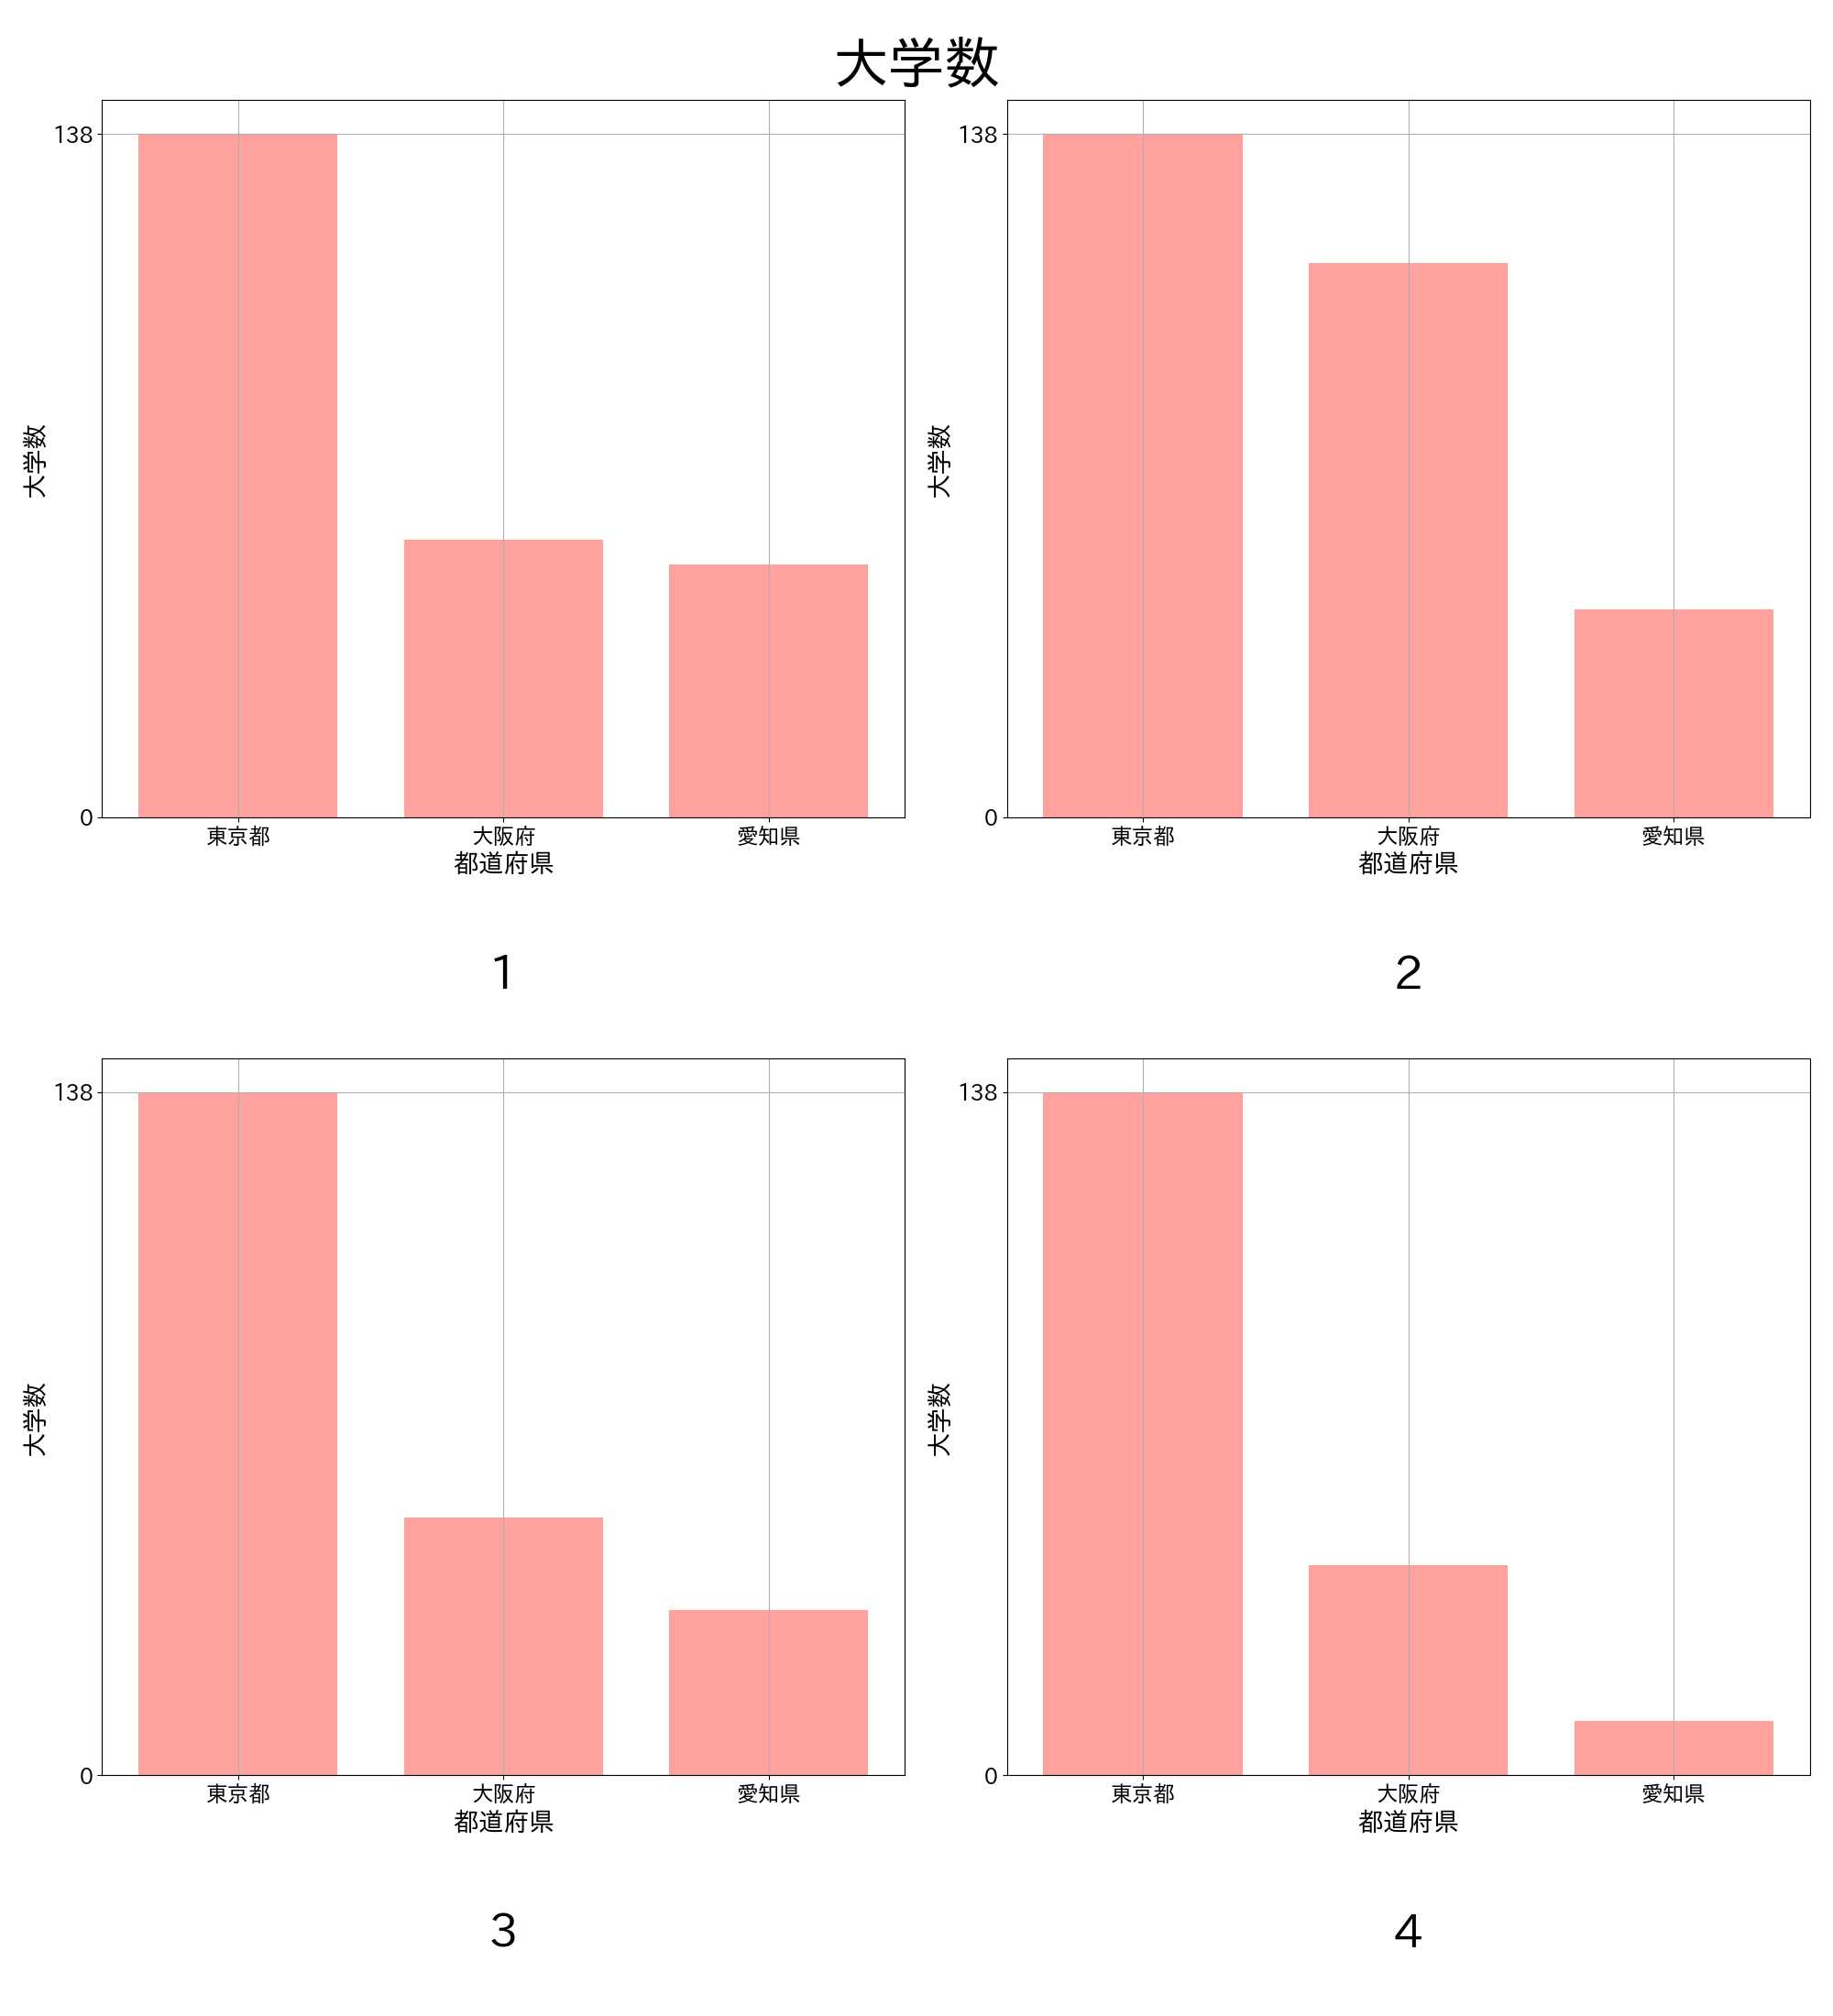 大学数
138
0
大学数
東京都 大阪府 愛知県
都道府県
1
138
0
大学数
東京都 大阪府 愛知県
都道府県
2
138
0
大学数
東京都 大阪府 愛知県
都道府県
3
138
0
大学数
東京都 大阪府 愛知県
都道府県
4